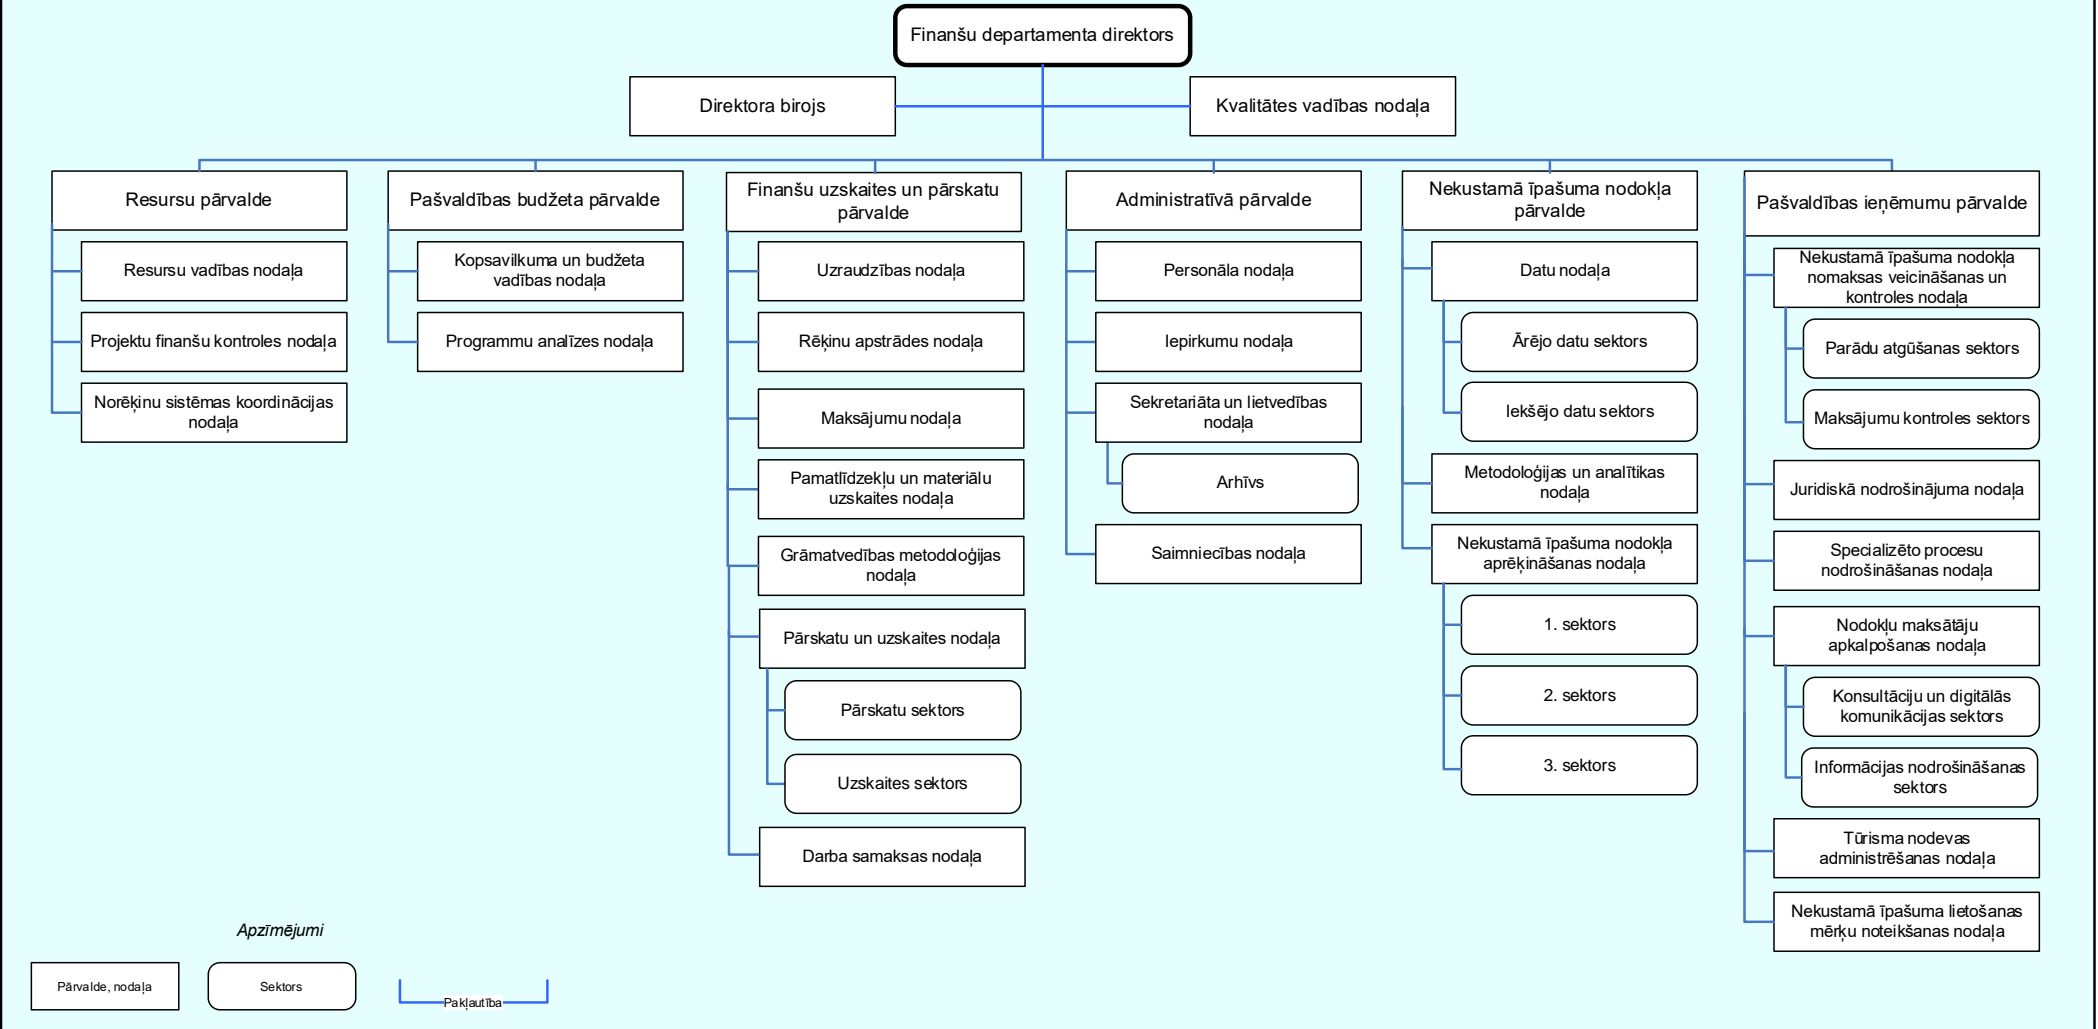 Finanšu departamenta direktors
Direktora birojs
Kvalitātes vadības nodaļa
Resursu pārvalde
Resursu vadības nodaļa
Projektu finanšu kontroles nodaļa
Norēķinu sistēmas koordinācijas
nodaļa
Pašvaldības budžeta pārvalde
Kopsavilkuma un budžeta
vadības nodaļa
Programmu analīzes nodaļa
Finanšu uzskaites un pārskatu
pārvalde
Uzraudzības nodaļa
Rēķinu apstrādes nodaļa
Maksājumu nodaļa
Pamatlīdzekļu un materiālu
uzskaites nodaļa
Grāmatvedības metodoloģijas
nodaļa
Pārskatu un uzskaites nodaļa
Pārskatu sektors
Uzskaites sektors
Darba samaksas nodaļa
Administratīvā pārvalde
Personāla nodaļa
Iepirkumu nodaļa
Sekretariāta un lietvedības
nodaļa
Arhīvs
Saimniecības nodaļa
Nekustamā īpašuma nodokļa
pārvalde
Datu nodaļa
Ārējo datu sektors
Iekšējo datu sektors
Metodoloģijas un analītikas
nodaļa
Nekustamā īpašuma nodokļa
aprēķināšanas nodaļa
1. sektors
2. sektors
3. sektors
Pašvaldības ieņēmumu pārvalde
Nekustamā īpašuma nodokļa
nomaksas veicināšanas un
kontroles nodaļa
Parādu atgūšanas sektors
Maksājumu kontroles sektors
Juridiskā nodrošinājuma nodaļa
Specializēto procesu
nodrošināšanas nodaļa
Nodokļu maksātāju
apkalpošanas nodaļa
Konsultāciju un digitālās
komunikācijas sektors
Informācijas nodrošināšanas
sektors
Tūrisma nodevas
administrēšanas nodaļa
Nekustamā īpašuma lietošanas
mērķu noteikšanas nodaļa
Apzīmējumi
Pārvalde, nodaļa
Sektors
Pakļautība